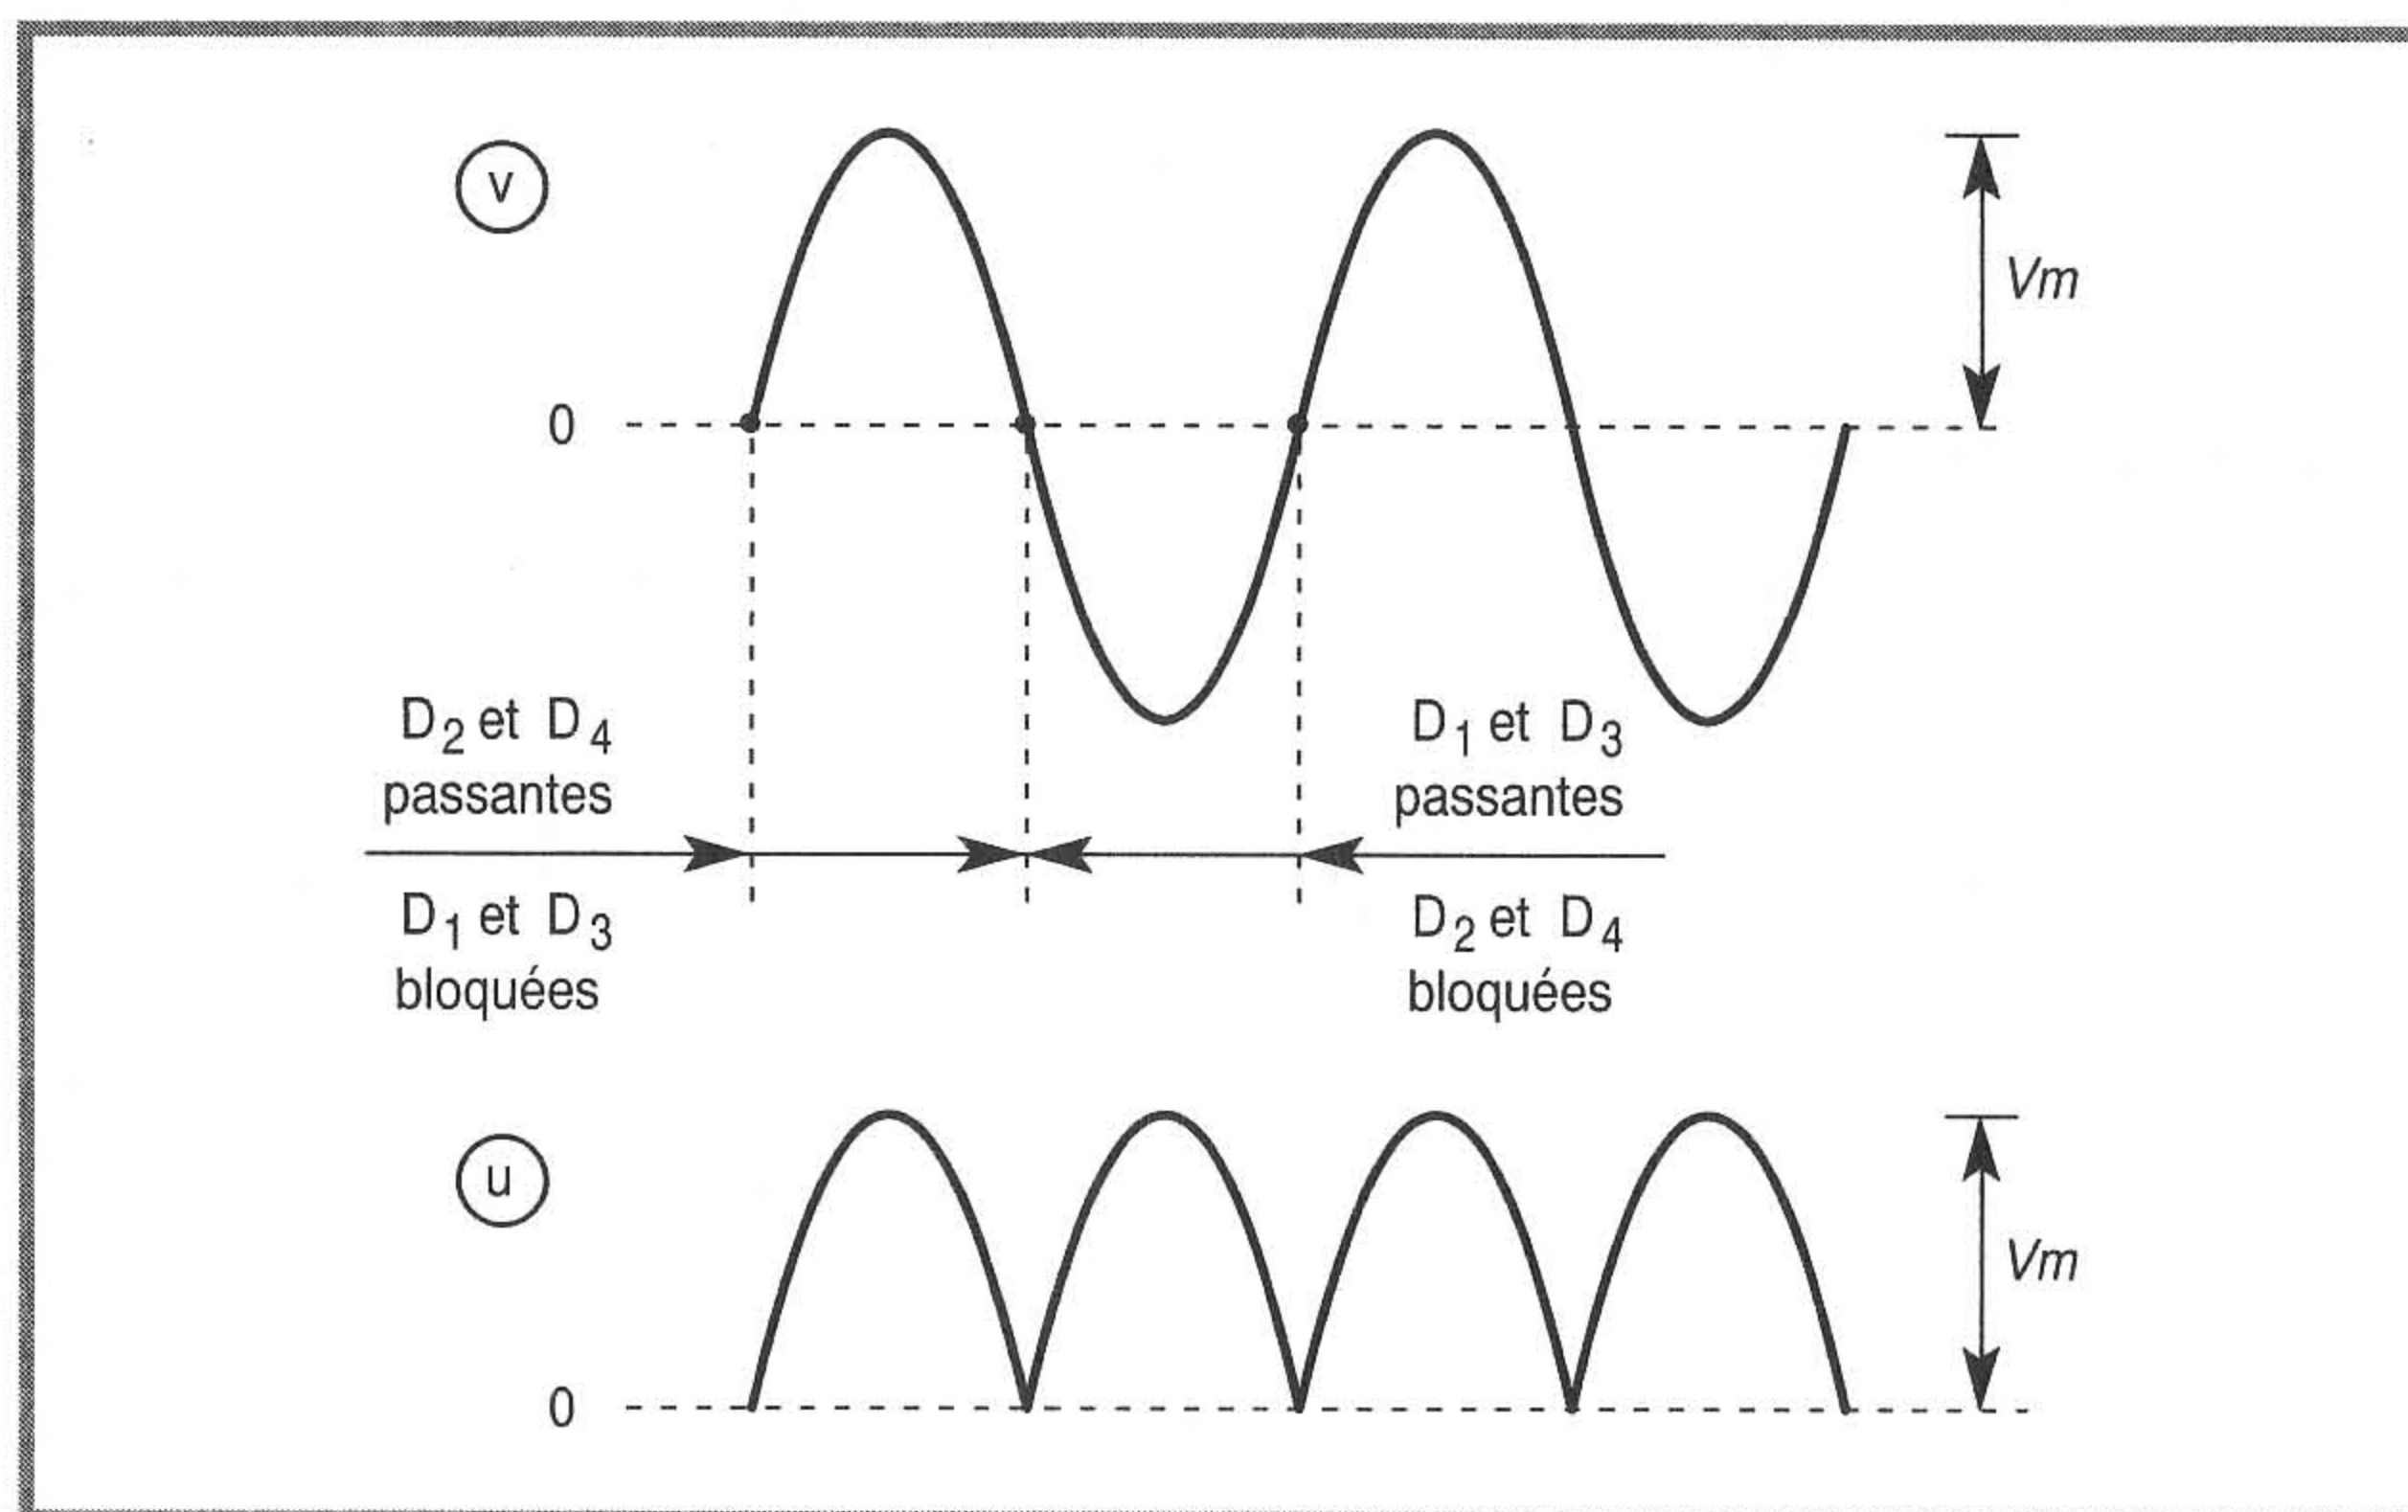 v
Vm
0
D2 et D4
passantes
D1 et D3
passantes
D1 et D3
bloquées
D2 et D4
bloquées
u
Vm
0